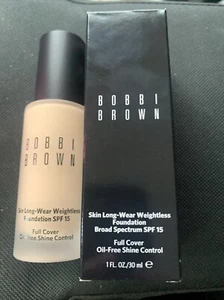 BOBBI
BROWN
Skin Long-Wear Weightless
Foundation SPF 15
Full Cover
Oil-Free Shine Control
BOBBI
BROWN
Skin Long-Wear Weightless
Foundation
Broad Spectrum SPF 15
Full Cover
Oil-Free Shine Control
1 FL.OZ/30 ml ℮